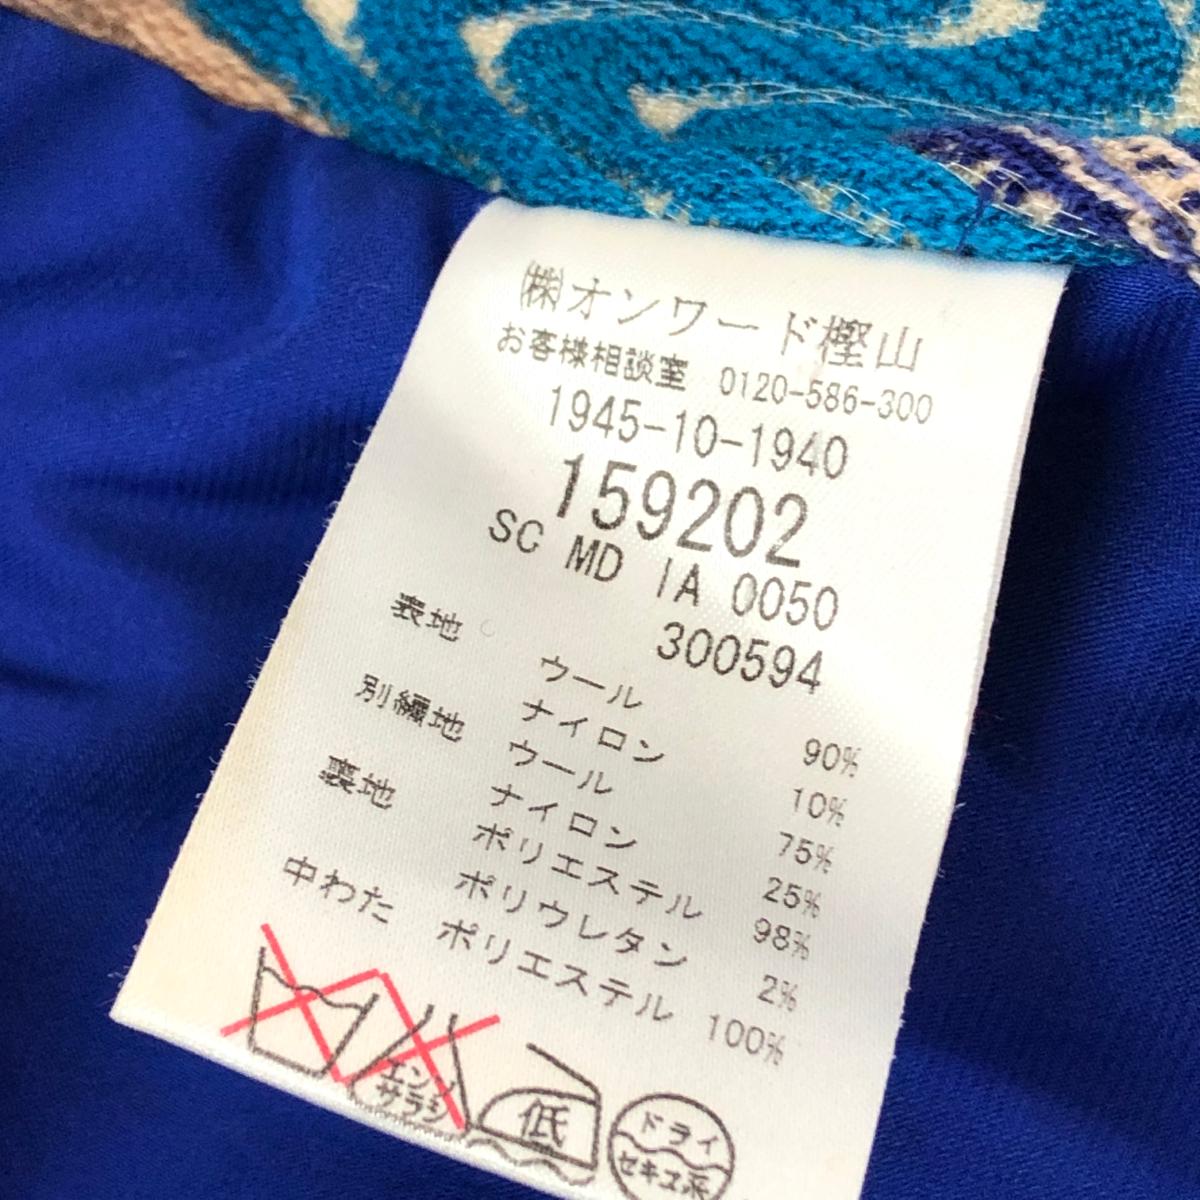 ㈱オンワード樫山
お客様相談室 0120-586-300
1945-10-1940
159202
SC MD IA 0050
300594
表地 ウール 90%
ナイロン 10%
別編地 ウール 75%
ナイロン 25%
裏地 ポリエステル 98%
ポリウレタン 2%
中わた ポリエステル 100%
エンソ
サラシ
低
ドライ
セキユ系